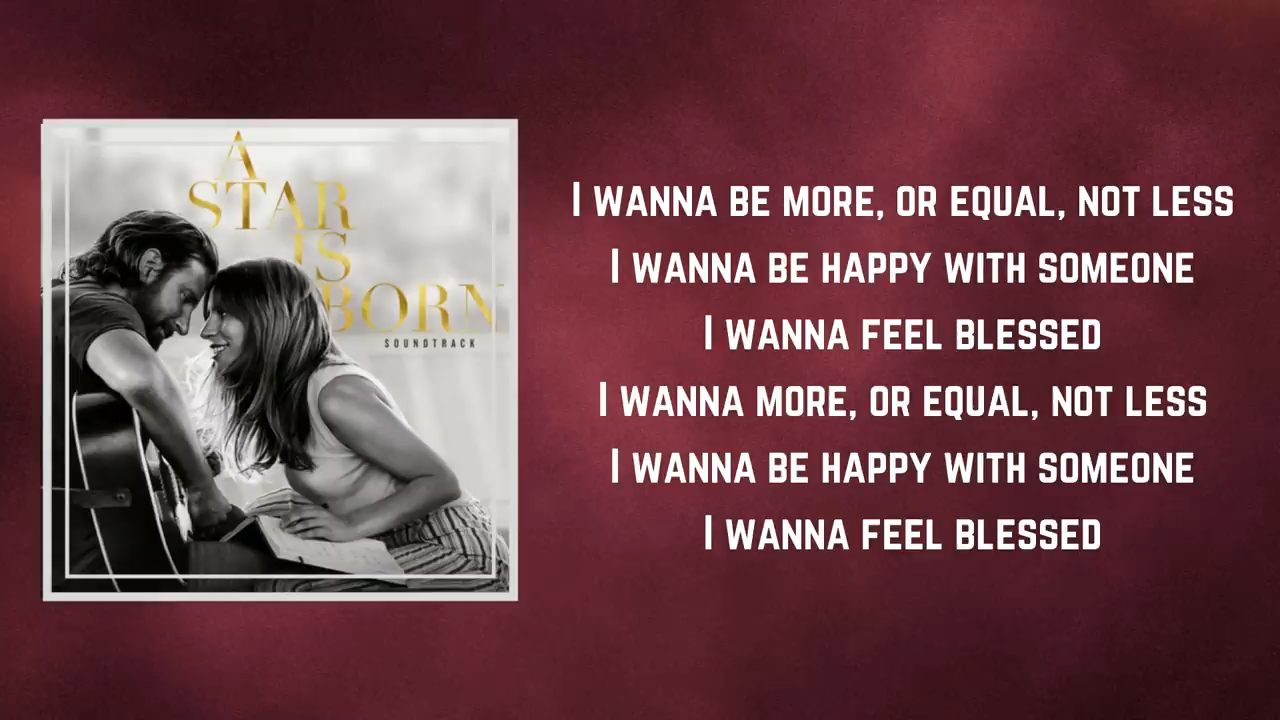 A
STAR
IS
BORN
SOUNDTRACK
I WANNA BE MORE, OR EQUAL, NOT LESS
I WANNA BE HAPPY WITH SOMEONE
I WANNA FEEL BLESSED
I WANNA MORE, OR EQUAL, NOT LESS
I WANNA BE HAPPY WITH SOMEONE
I WANNA FEEL BLESSED